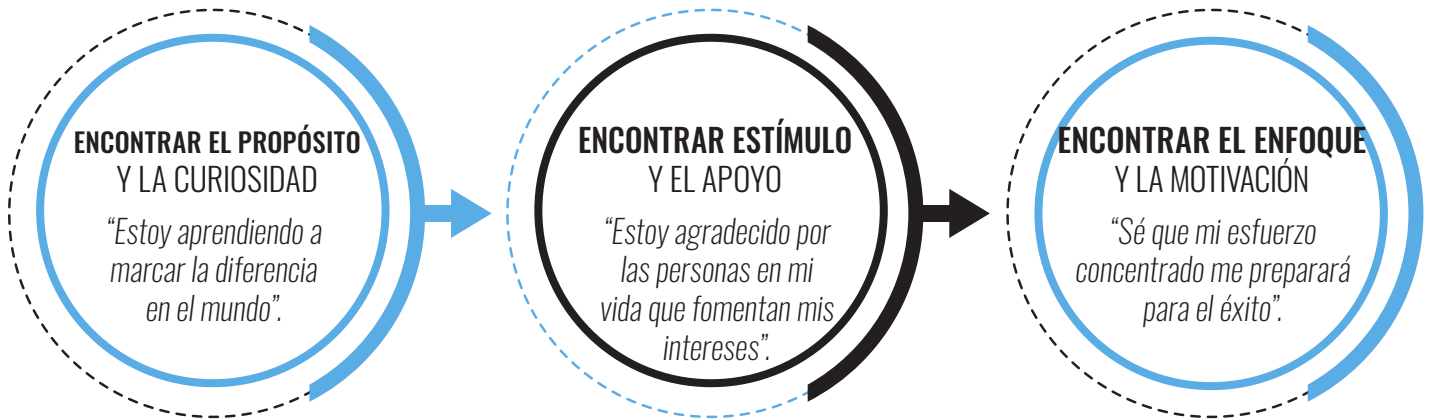 ENCONTRAR EL PROPÓSITO
Y LA CURIOSIDAD
“Estoy aprendiendo a
marcar la diferencia
en el mundo”.
ENCONTRAR ESTÍMULO
Y EL APOYO
“Estoy agradecido por
las personas en mi
vida que fomentan mis
intereses”.
ENCONTRAR EL ENFOQUE
Y LA MOTIVACIÓN
“Sé que mi esfuerzo
concentrado me preparará
para el éxito”.